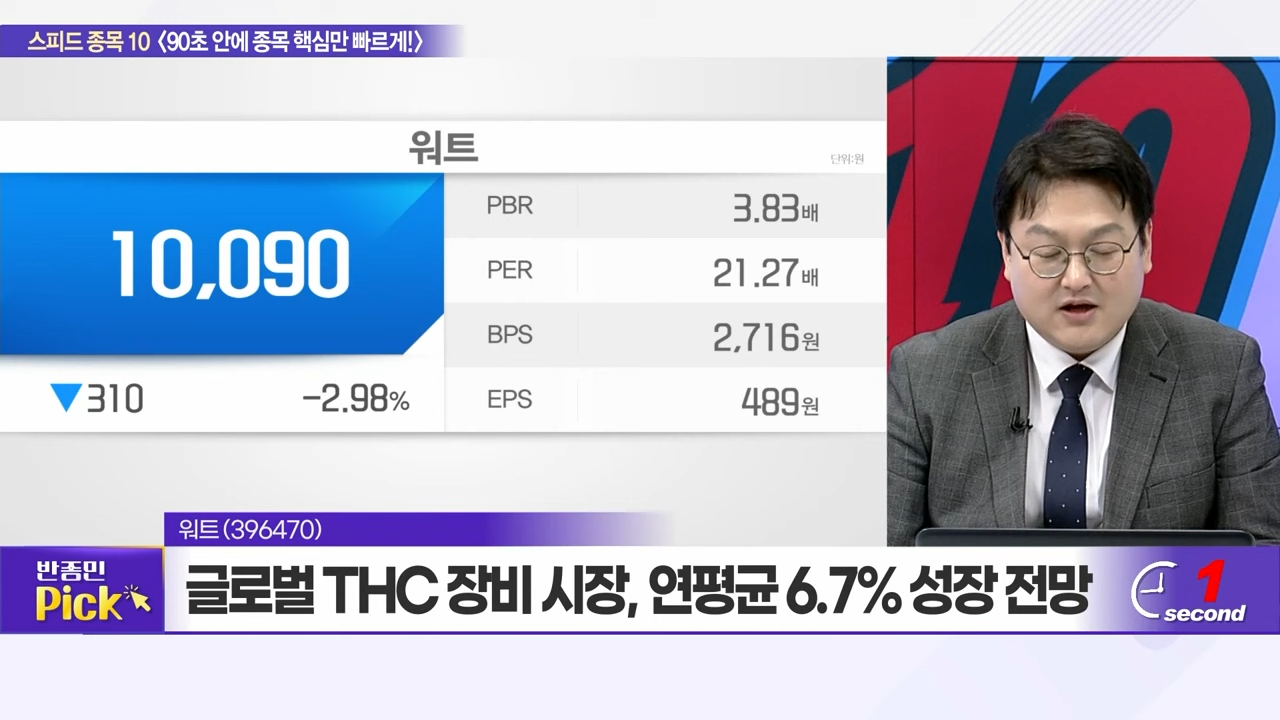 스피드 종목 10 <90초 안에 종목 핵심만 빠르게!>
워트
단위:원
10,090
▼310 -2.98%
PBR 3.83배
PER 21.27배
BPS 2,716원
EPS 489원
10
워트(396470)
반종민
Pick
글로벌 THC 장비 시장, 연평균 6.7% 성장 전망
1
second